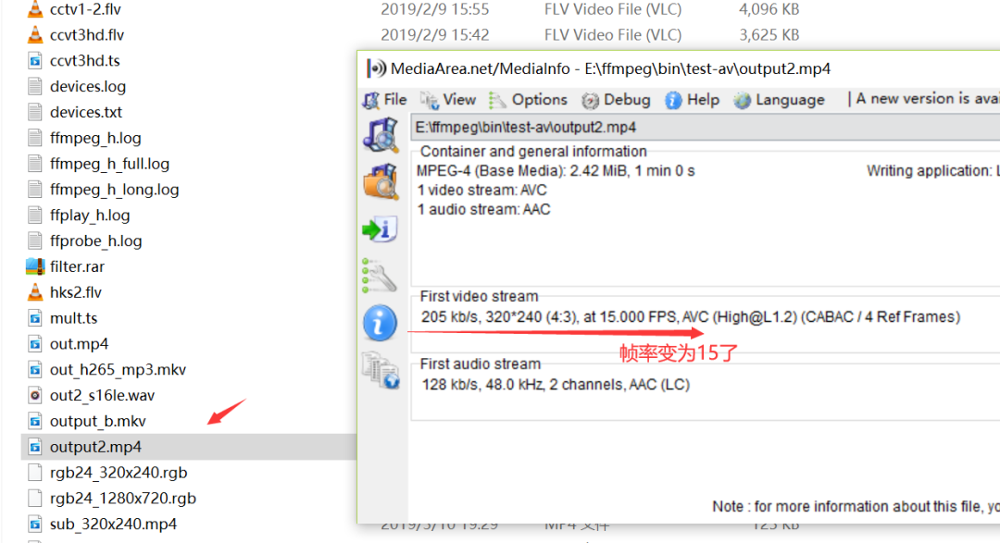 cctv1-2.flv 2019/2/9 15:55 FLV Video File (VLC) 4,096 KB
ccvt3hd.flv 2019/2/9 15:42 FLV Video File (VLC) 3,625 KB
ccvt3hd.ts
devices.log
devices.txt
ffmpeg_h.log
ffmpeg_h_full.log
ffmpeg_h_long.log
ffplay_h.log
ffprobe_h.log
filter.rar
hks2.flv
mult.ts
out.mp4
out_h265_mp3.mkv
out2_s16le.wav
output_b.mkv
output2.mp4
rgb24_320x240.rgb
rgb24_1280x720.rgb
sub_320x240.mp4
MediaArea.net/MediaInfo - E:\ffmpeg\bin\test-av\output2.mp4
File View Options Debug Help Language | A new version is avai
E:\ffmpeg\bin\test-av\output2.mp4
Container and general information
MPEG-4 (Base Media): 2.42 MiB, 1 min 0 s Writing application: L
1 video stream: AVC
1 audio stream: AAC
First video stream
205 kb/s, 320*240 (4:3), at 15.000 FPS, AVC (High@L1.2) (CABAC / 4 Ref Frames)
帧率变为15了
First audio stream
128 kb/s, 48.0 kHz, 2 channels, AAC (LC)
Note : for more information about this file, yo
2019/3/10 19:29 MP4 文件 125 KB